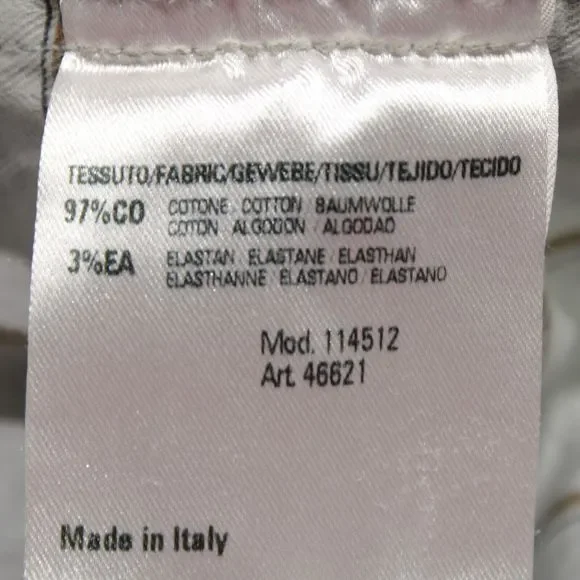 TESSUTO/FABRIC/GEWEBE/TISSU/TEJIDO/TECIDO
97%CO COTONE COTTON BAUMWOLLE
COTON ALGODON / ALGODAO
3%EA ELASTAN / ELASTANE / ELASTHAN
ELASTHANNE / ELASTANO / ELASTANO
Mod. 114512
Art. 46621
Made in Italy